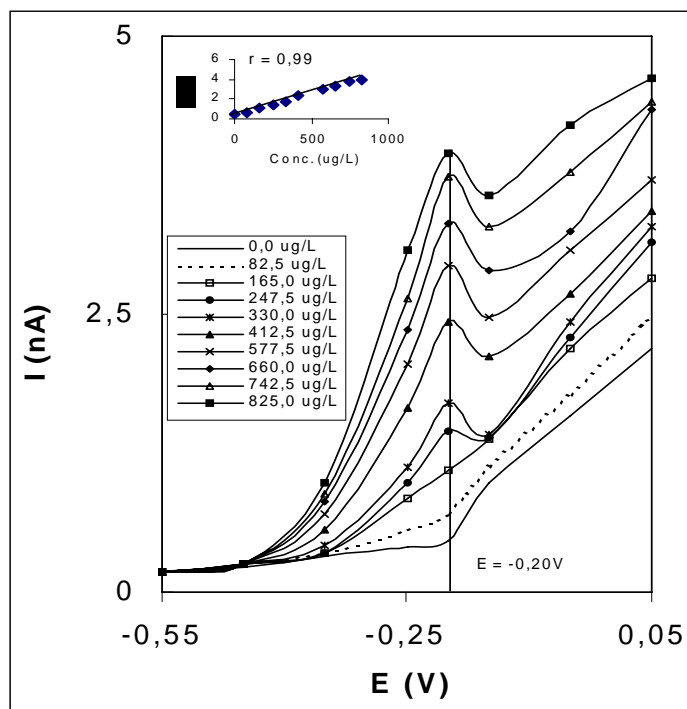 5
6
r = 0,99
4
2
0
0
500
1000
Conc.(ug/L)
0,0 ug/L
82,5 ug/L
165,0 ug/L
247,5 ug/L
330,0 ug/L
412,5 ug/L
577,5 ug/L
660,0 ug/L
742,5 ug/L
825,0 ug/L
2,5
I (nA)
E = -0,20V
0
-0,55
-0,25
0,05
E (V)